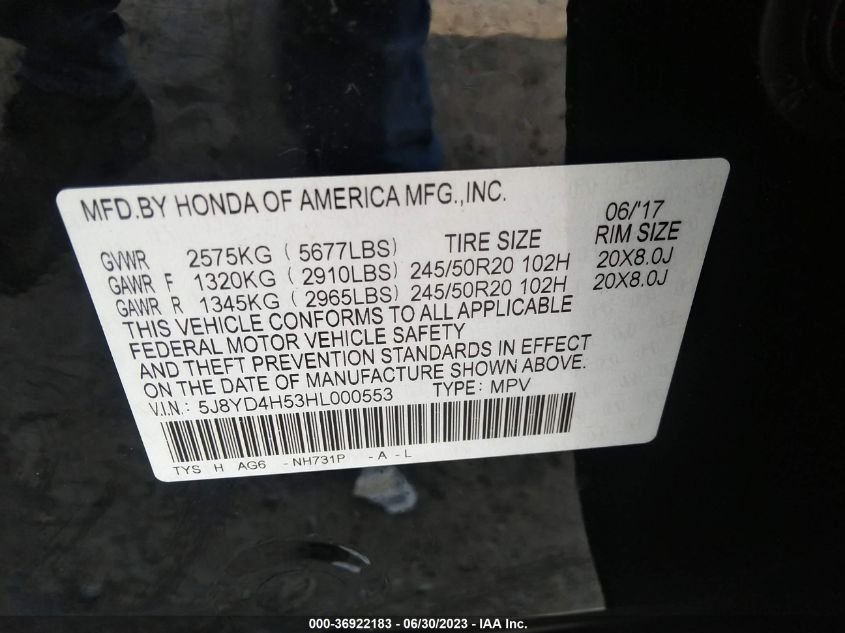 MFD.BY HONDA OF AMERICA MFG.,INC. 06/'17
GVWR 2575KG ( 5677LBS) TIRE SIZE RIM SIZE
GAWR F 1320KG ( 2910LBS) 245/50R20 102H 20X8.0J
GAWR R 1345KG ( 2965LBS) 245/50R20 102H 20X8.0J
THIS VEHICLE CONFORMS TO ALL APPLICABLE
FEDERAL MOTOR VEHICLE SAFETY
AND THEFT PREVENTION STANDARDS IN EFFECT
ON THE DATE OF MANUFACTURE SHOWN ABOVE.
V.I.N.: 5J8YD4H53HL000553 TYPE: MPV
TYS H AG6 -NH731P -A -L
000-36922183 - 06/30/2023 - IAA Inc.